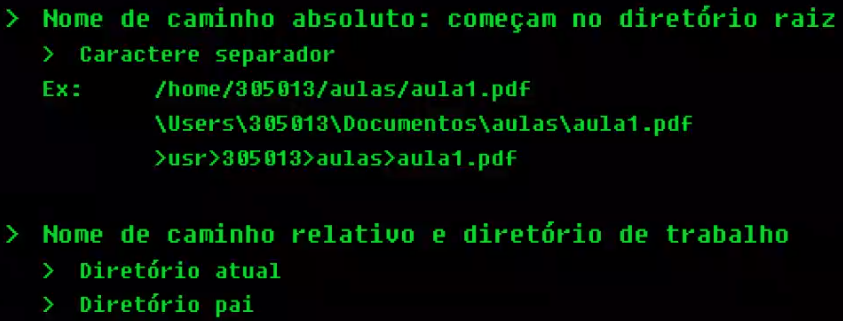 > Nome de caminho absoluto: começam no diretório raiz
> Caractere separador
Ex: /home/305013/aulas/aula1.pdf
\Users\305013\Documentos\aulas\aula1.pdf
>usr>305013>aulas>aula1.pdf
> Nome de caminho relativo e diretório de trabalho
> Diretório atual
> Diretório pai